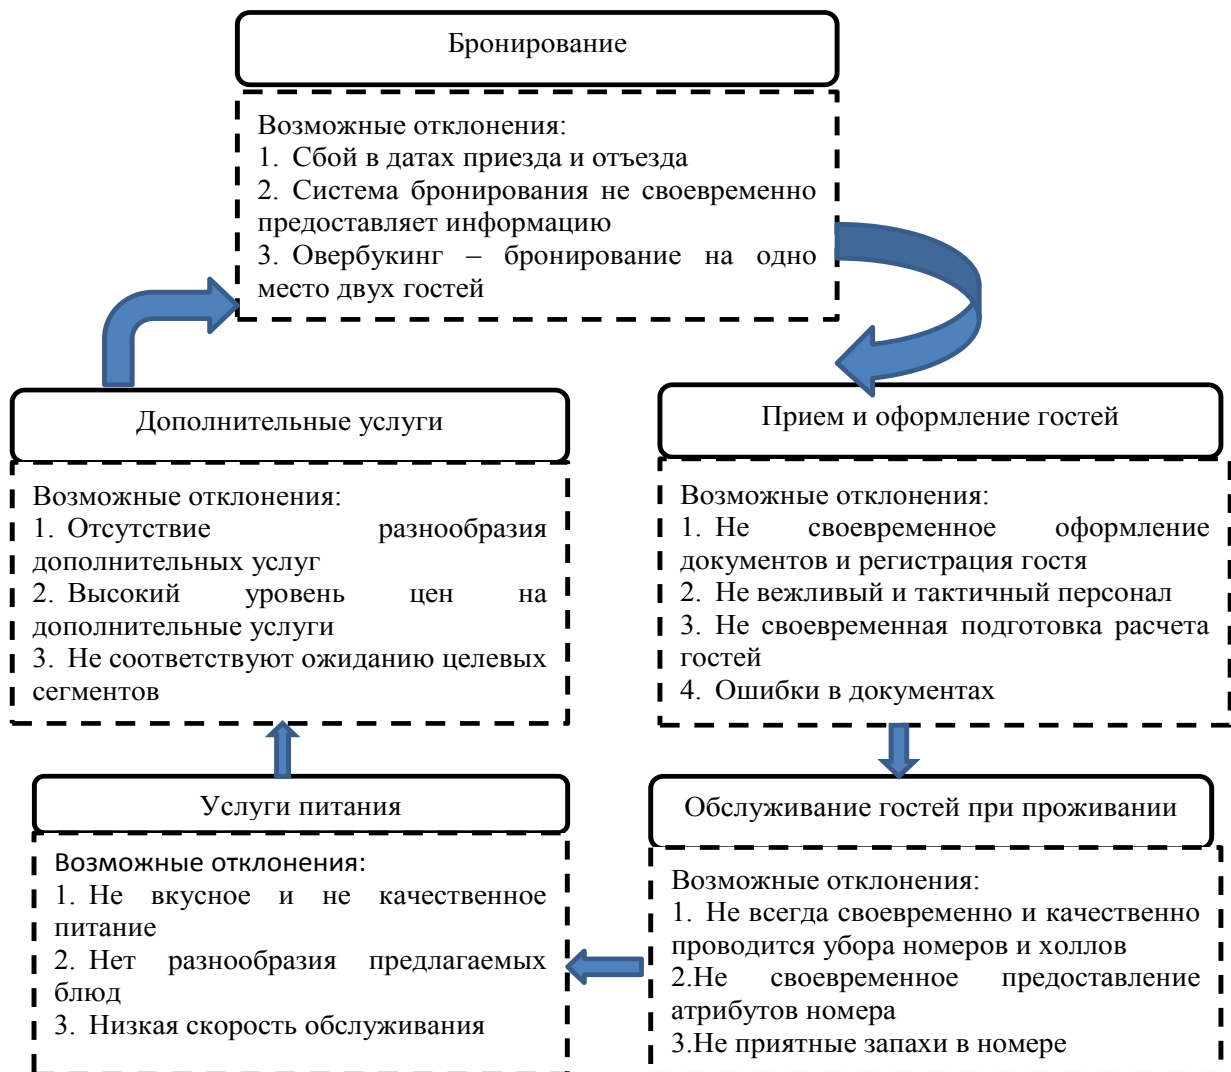 Бронирование
Возможные отклонения:
1. Сбой в датах приезда и отъезда
2. Система бронирования не своевременно
предоставляет информацию
3. Овербукинг – бронирование на одно
место двух гостей
Дополнительные услуги
Возможные отклонения:
1. Отсутствие разнообразия
дополнительных услуг
2. Высокий уровень цен на
дополнительные услуги
3. Не соответствуют ожиданию целевых
сегментов
Прием и оформление гостей
Возможные отклонения:
1. Не своевременное оформление
документов и регистрация гостя
2. Не вежливый и тактичный персонал
3. Не своевременная подготовка расчета
гостей
4. Ошибки в документах
Услуги питания
Возможные отклонения:
1. Не вкусное и не качественное
питание
2. Нет разнообразия предлагаемых
блюд
3. Низкая скорость обслуживания
Обслуживание гостей при проживании
Возможные отклонения:
1. Не всегда своевременно и качественно
проводится убора номеров и холлов
2.Не своевременное предоставление
атрибутов номера
3.Не приятные запахи в номере